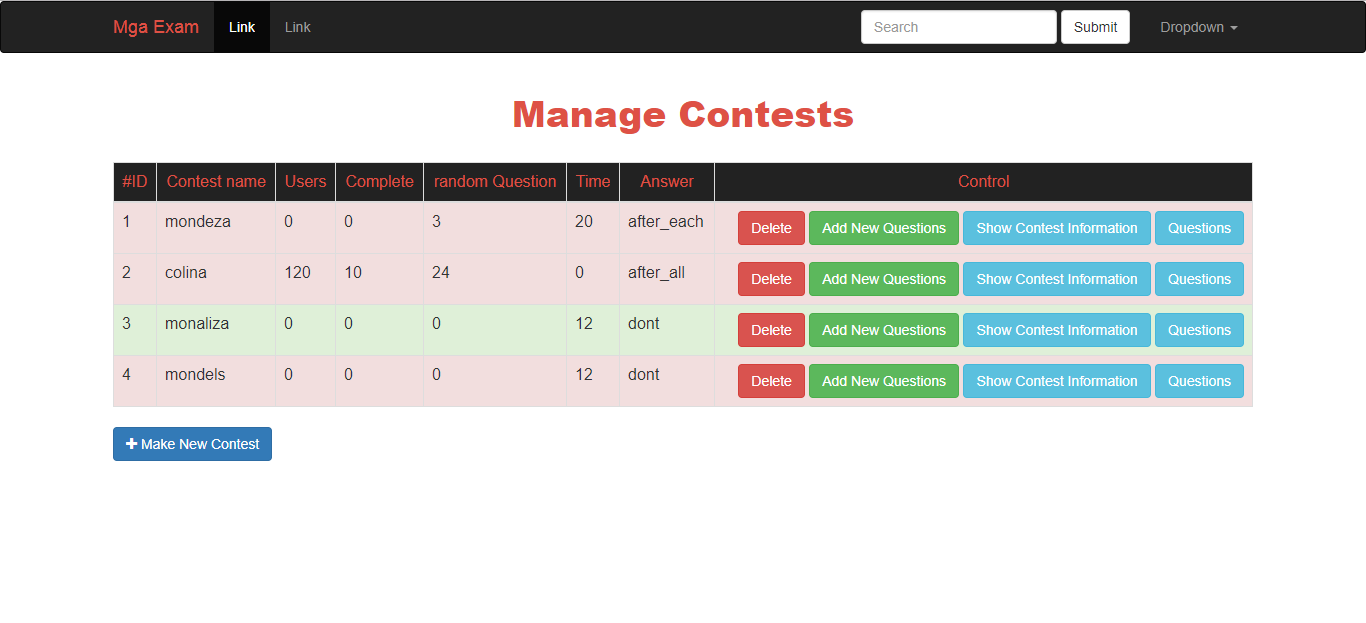 Mga Exam Link Link Search Submit Dropdown
Manage Contests
#ID Contest name Users Complete random Question Time Answer Control
1 mondeza 0 0 3 20 after_each Delete Add New Questions Show Contest Information Questions
2 colina 120 10 24 0 after_all Delete Add New Questions Show Contest Information Questions
3 monaliza 0 0 0 12 dont Delete Add New Questions Show Contest Information Questions
4 mondels 0 0 0 12 dont Delete Add New Questions Show Contest Information Questions
Make New Contest